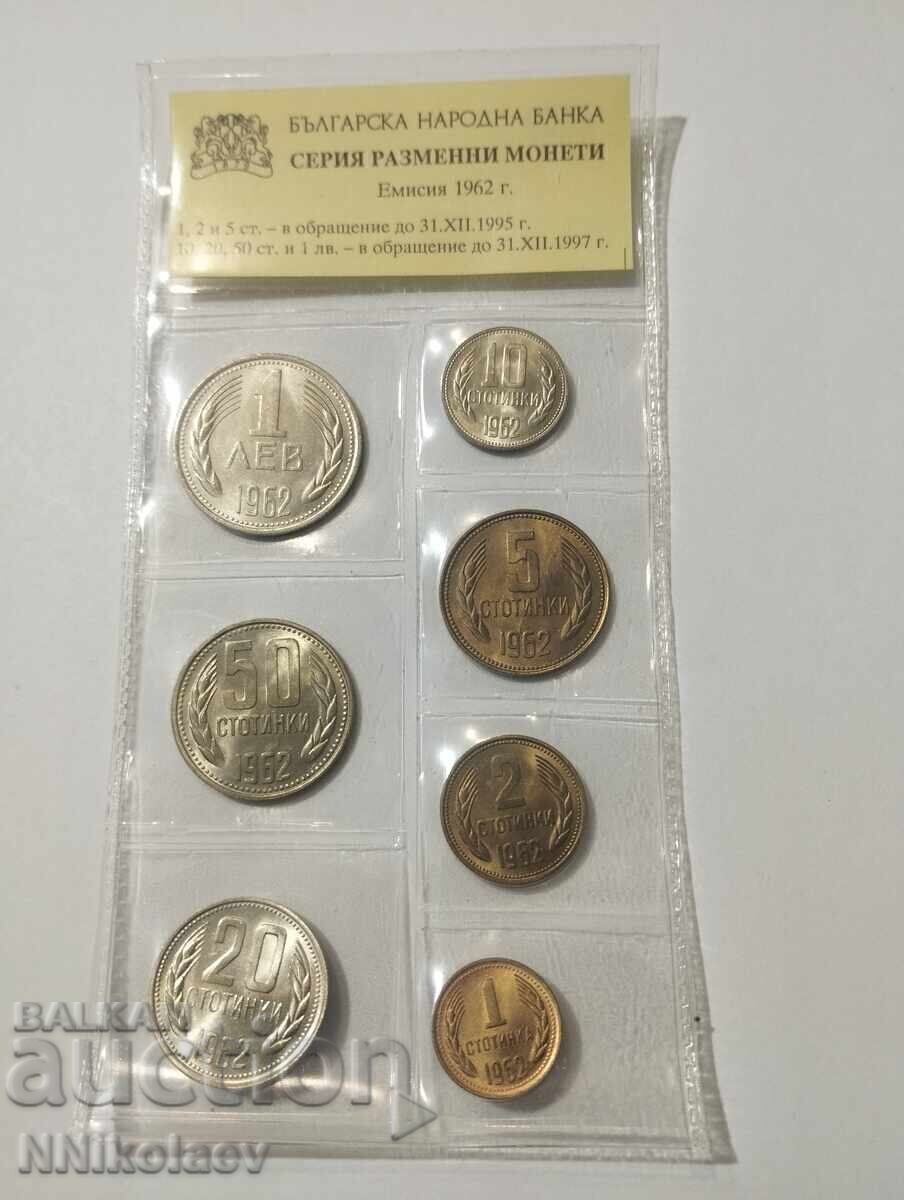 БЪЛГАРСКА НАРОДНА БАНКА
СЕРИЯ РАЗМЕННИ МОНЕТИ
Емисия 1962 г.
1, 2 и 5 ст. – в обращение до 31.XII.1995 г.
10, 20, 50 ст. и 1 лв. – в обращение до 31.XII.1997 г.
1
ЛЕВ
1962
10
СТОТИНКИ
1962
5
СТОТИНКИ
1962
50
СТОТИНКИ
1962
2
СТОТИНКИ
1962
20
СТОТИНКИ
1962
1
СТОТИНКА
1962
BALKAN
auction
NNikolaev